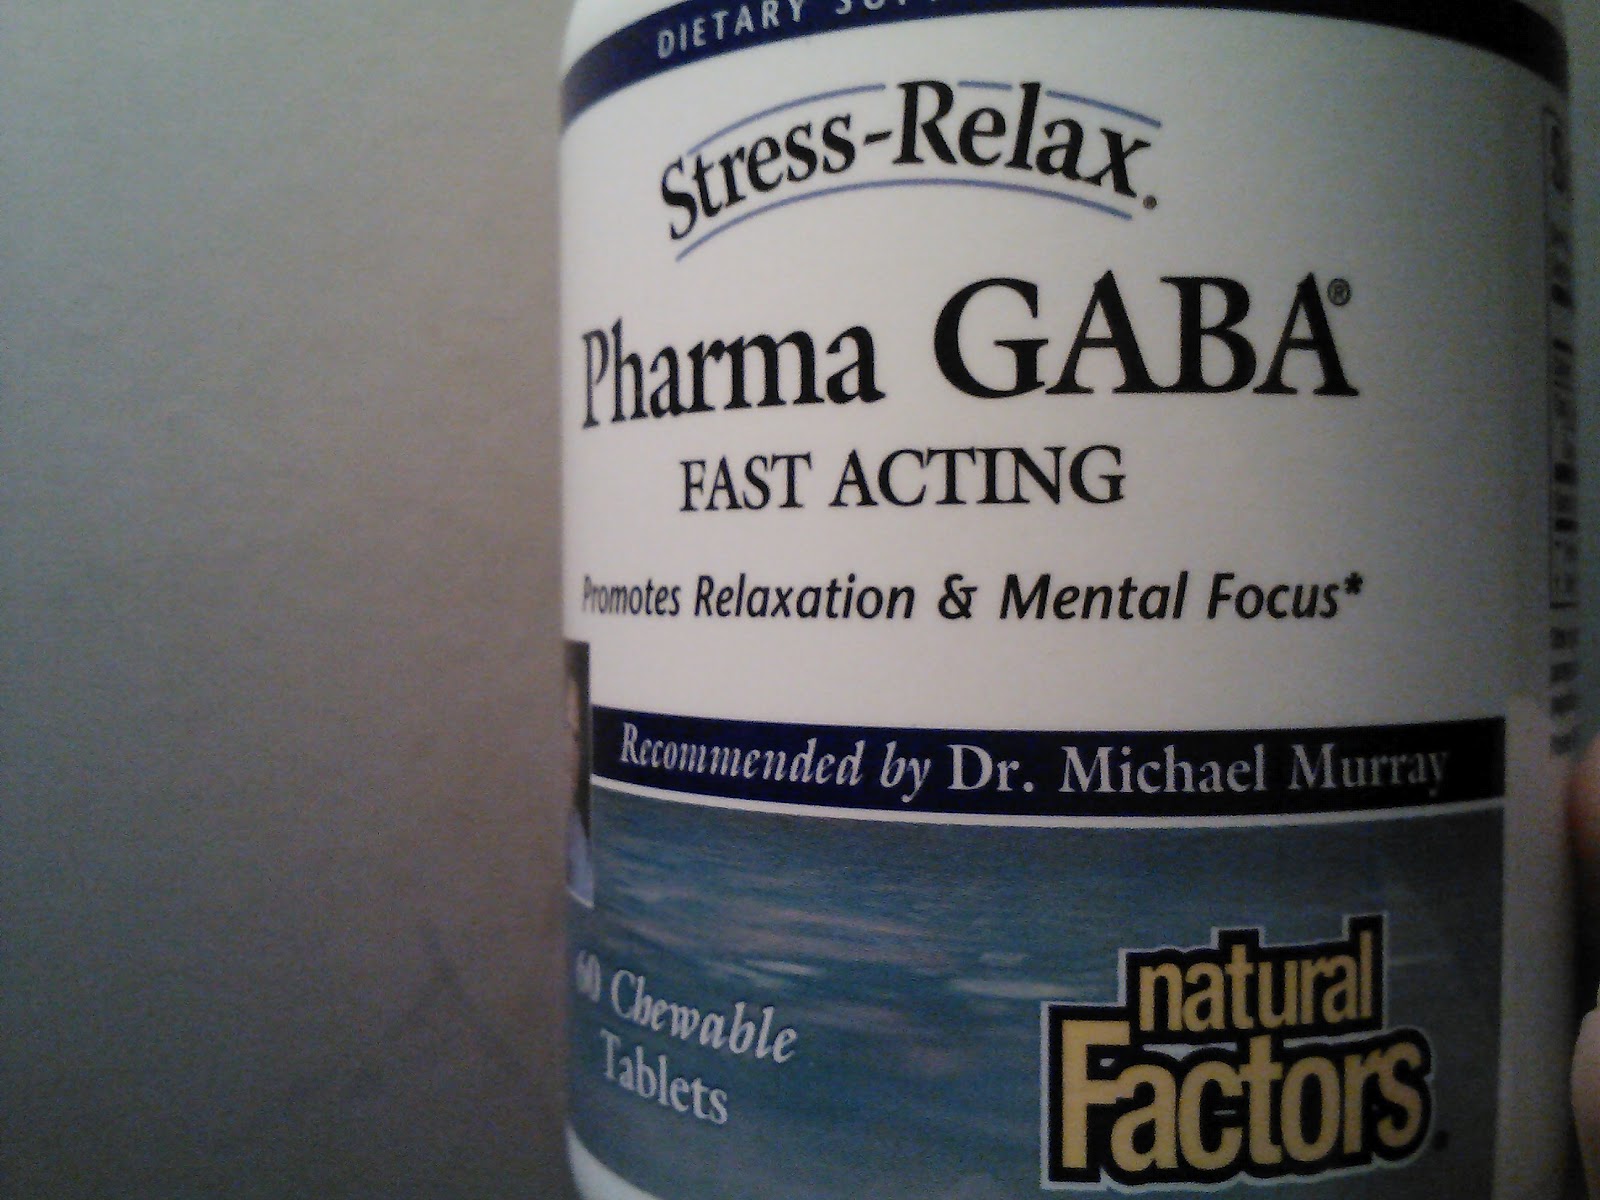 DIETARY
Stress-Relax®
Pharma GABA®
FAST ACTING
Promotes Relaxation & Mental Focus*
Recommended by Dr. Michael Murray
60 Chewable
Tablets
natural
Factors®